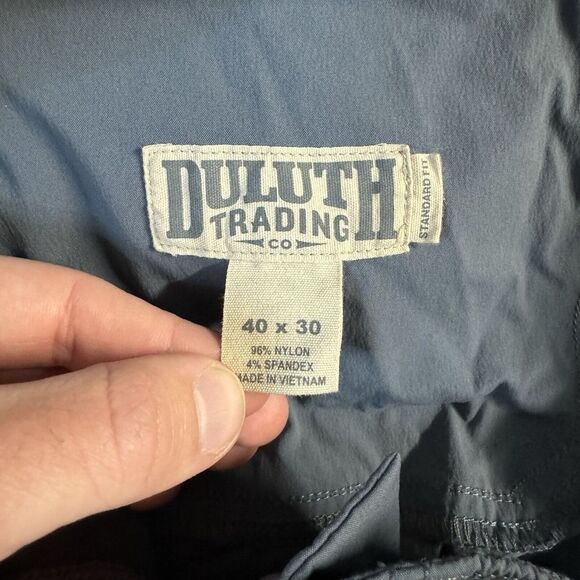 DULUTH
TRADING
CO
STANDARD FIT
40 x 30
96% NYLON
4% SPANDEX
MADE IN VIETNAM